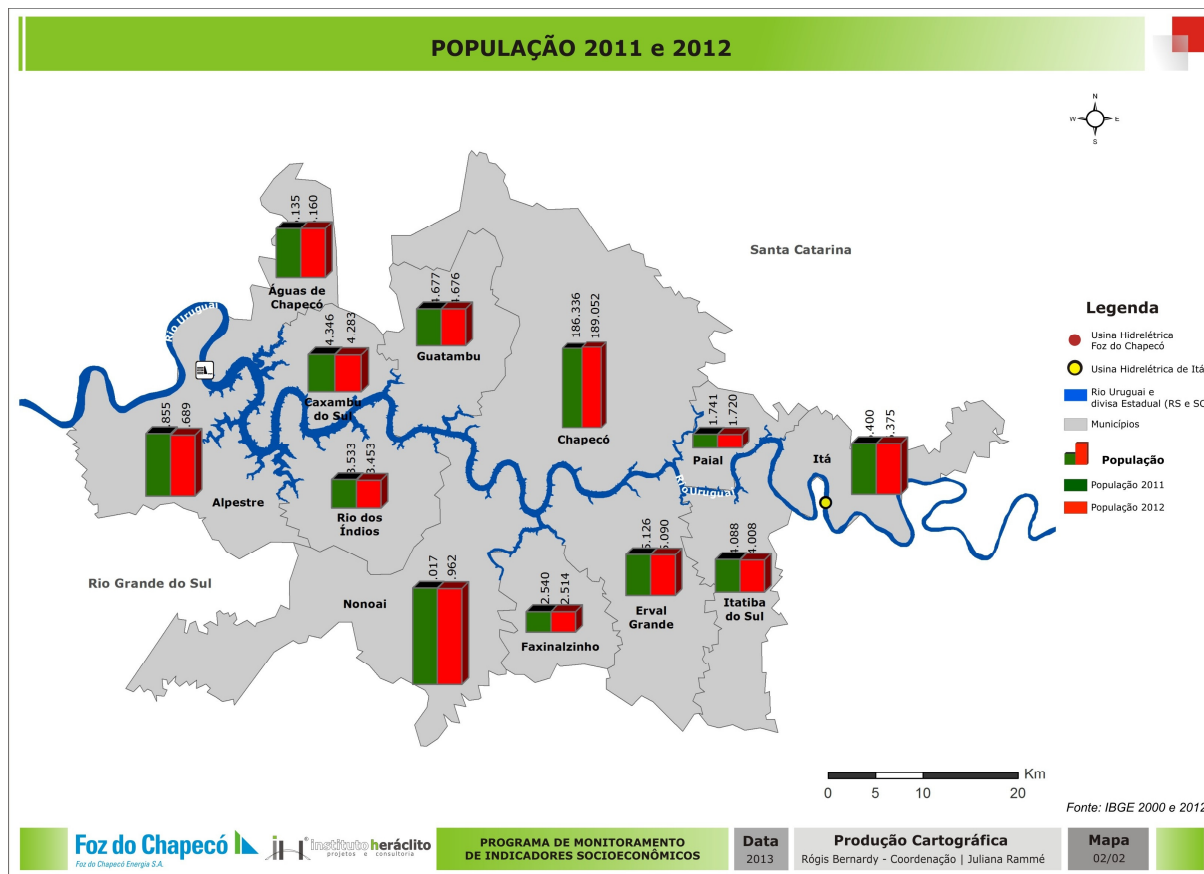 POPULAÇÃO 2011 e 2012
N
W
E
S
Santa Catarina
.135
.160
Águas de
Chapecó
Rio Uruguai
4.346
4.283
Caxambu
do Sul
4.677
4.676
Guatambu
186.336
189.052
Chapecó
1.741
1.720
Paial
Rio Uruguai
Itá
.400
.375
.855
.689
Alpestre
3.533
3.453
Rio dos
Índios
Rio Grande do Sul
Nonoai
.017
.962
2.540
2.514
Faxinalzinho
5.126
5.090
Erval
Grande
4.088
4.008
Itatiba
do Sul
Legenda
Usina Hidrelétrica
Foz do Chapecó
Usina Hidrelétrica de Itá
Rio Uruguai e
divisa Estadual (RS e SC
Municípios
População
População 2011
População 2012
Km
0 5 10 20
Fonte: IBGE 2000 e 2012
Foz do Chapecó
Foz do Chapecó Energia S.A.
instituto heráclito
projetos e consultoria
PROGRAMA DE MONITORAMENTO
DE INDICADORES SOCIOECONÔMICOS
Data
2013
Produção Cartográfica
Rógis Bernardy - Coordenação | Juliana Rammé
Mapa
02/02